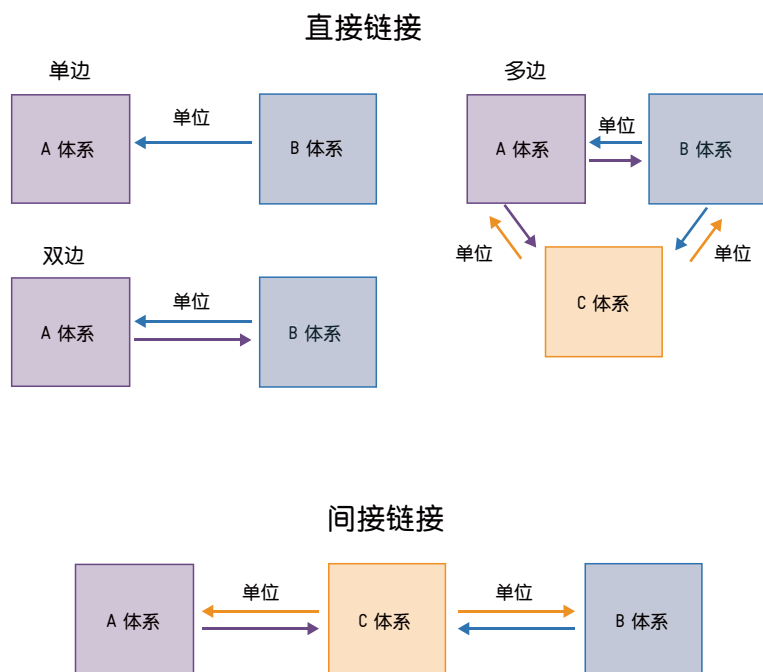 直接链接
单边
A 体系
单位
B 体系
双边
A 体系
单位
B 体系
多边
A 体系
单位
B 体系
单位
单位
C 体系
间接链接
A 体系
单位
C 体系
单位
B 体系